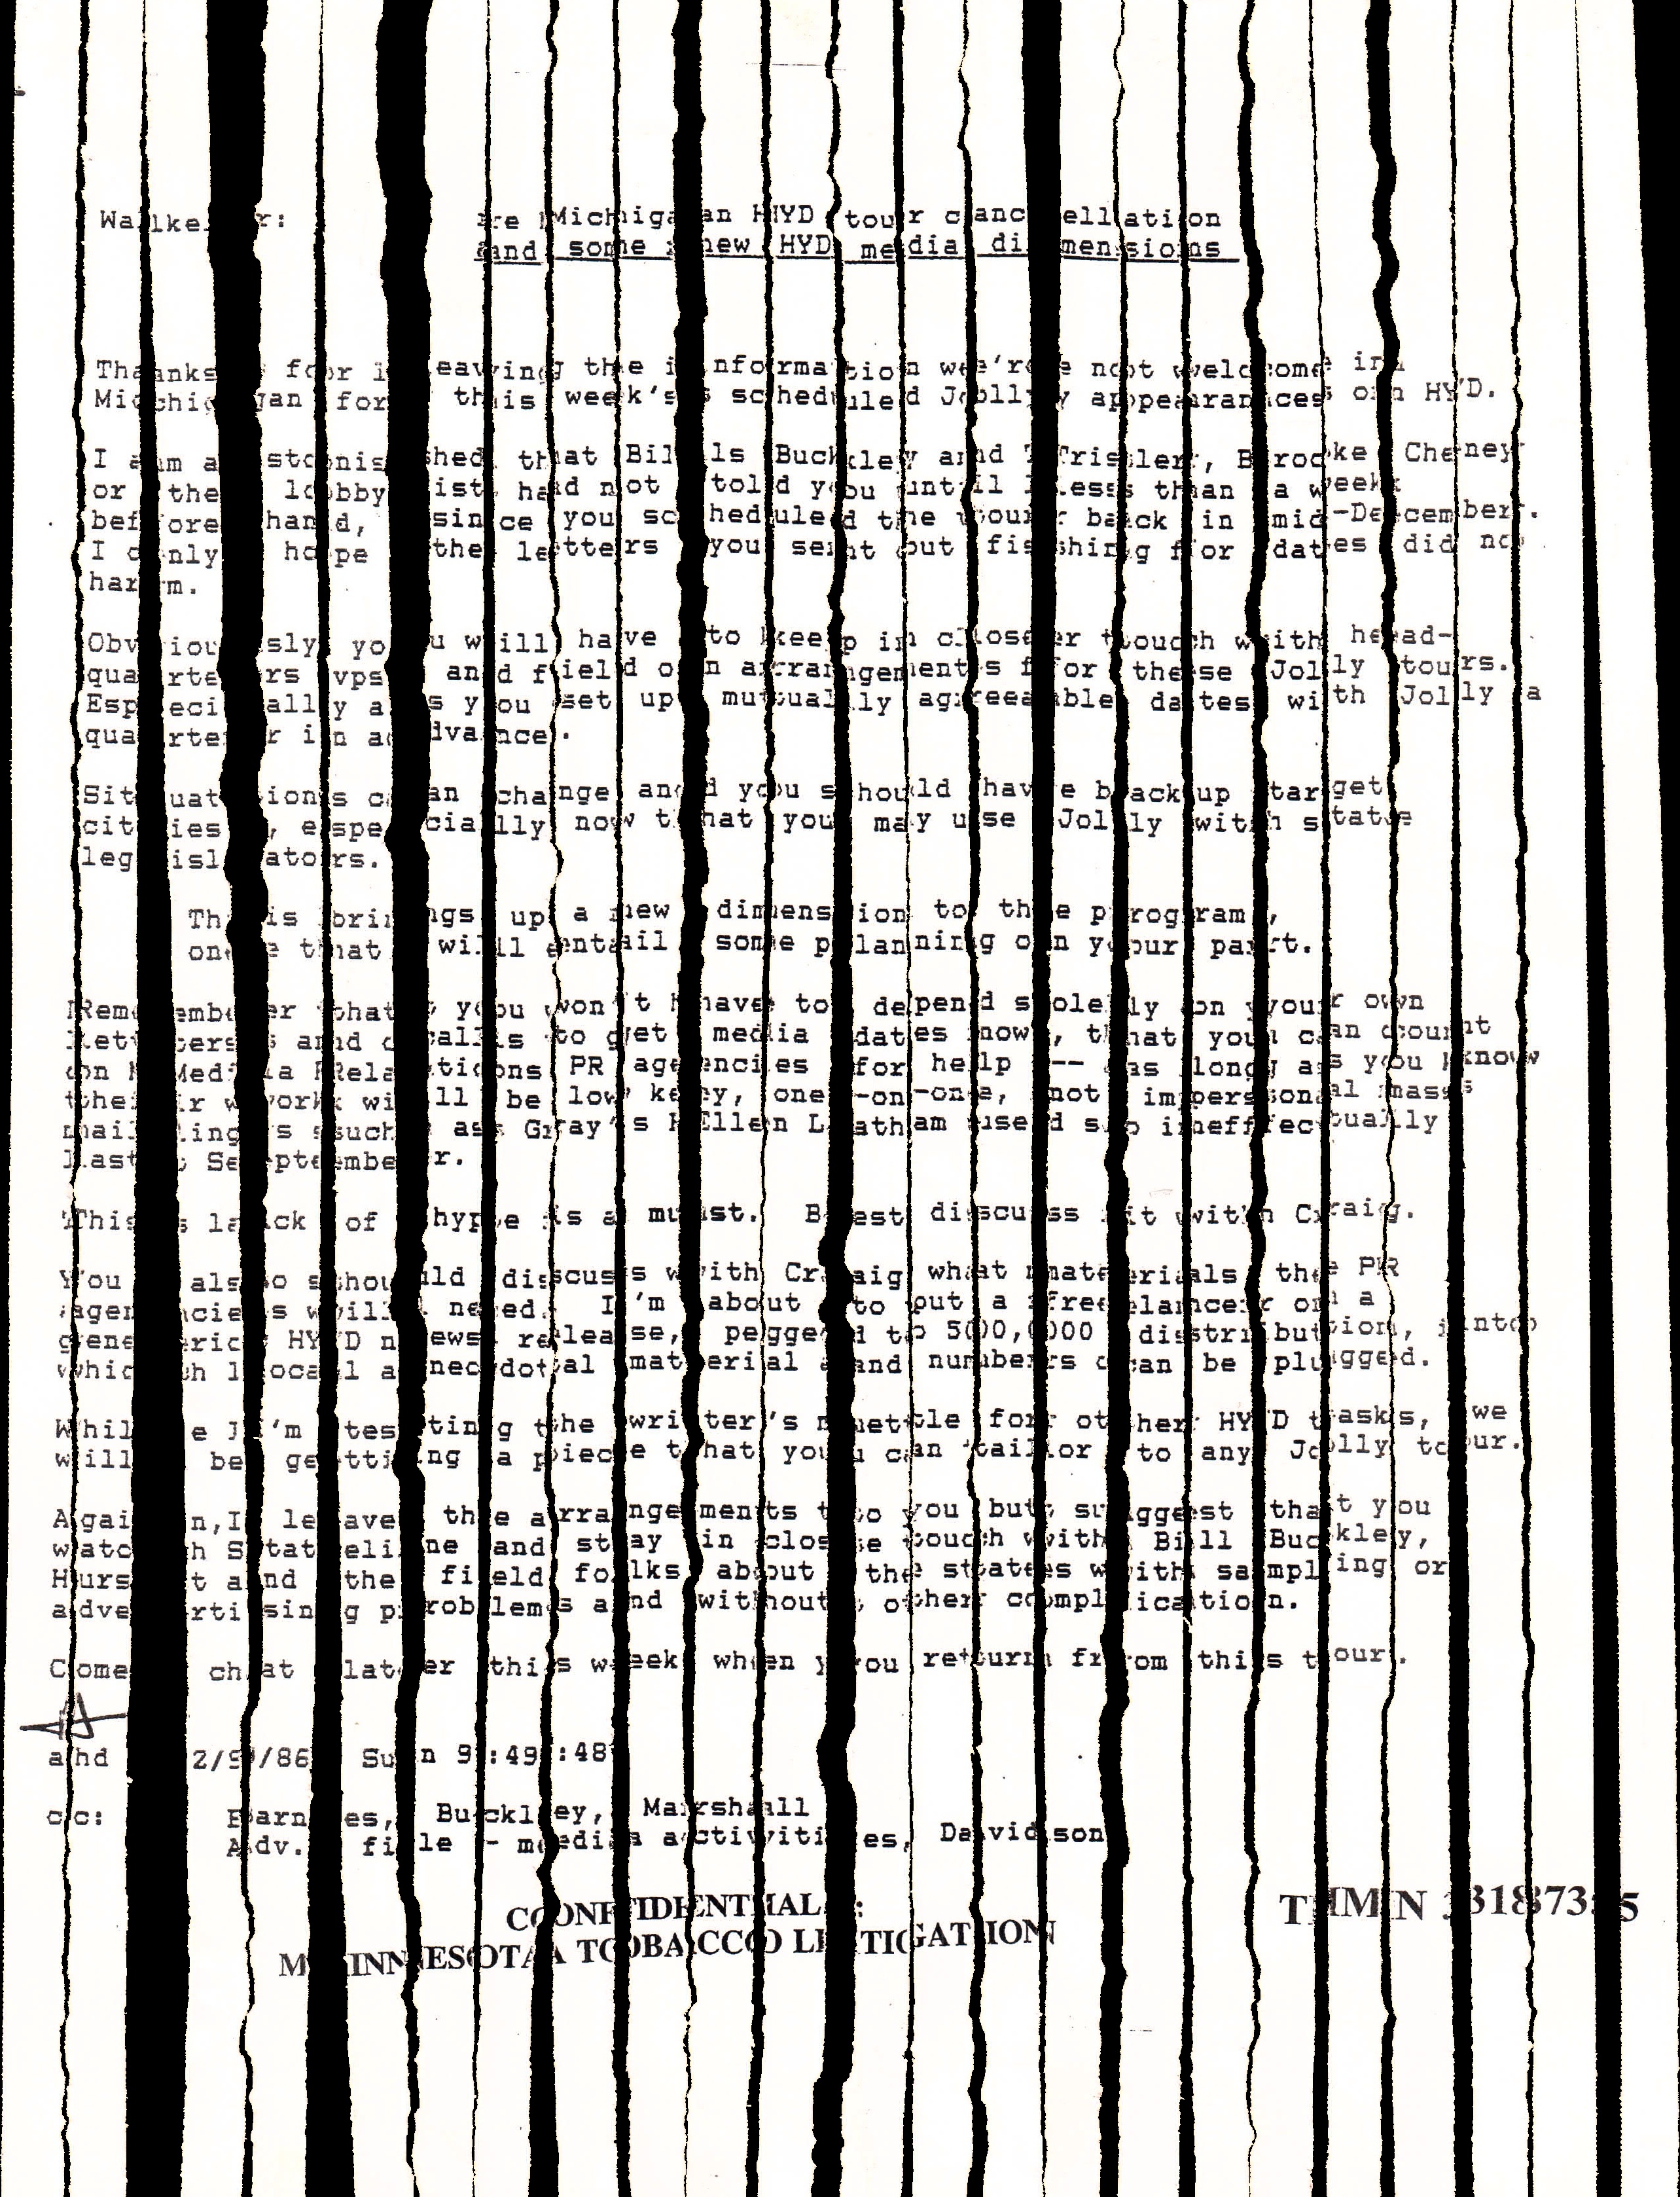 Walker: re Michigan HYD tour cancellation
and some new HYD media dimensions
Thanks for leaving the information we're not welcome in
Michigan for this week's scheduled Jolly appearances on HYD.
I am astonished that Bills Buckley and Trisler, Brooke Cheney
or the lobbyist had not told you until less than a week
beforehand, since you scheduled the tour back in mid-December.
I only hope the letters you sent out fishing for dates did no
harm.
Obviously you will have to keep in closer touch with head-
quarters vps and field on arrangements for these Jolly tours.
Especially as you set up mutually agreeable dates with Jolly a
quarter in advance.
Situations can change and you should have backup target
cities, especially now that you may use Jolly with state
legislators.
This brings up a new dimension to the program,
one that will entail some planning on your part.
Remember that you won't have to depend solely on your own
letters and calls to get media dates now, that you can count
on Media Relations PR agencies for help -- as long as you know
their work will be low key, one-on-one, not impersonal mass
mailings such as Gray's Ellen Latham used so ineffectually
last September.
This lack of hype is a must. Best discuss it with Craig.
You also should discuss with Craig what materials the PR
agencies will need. I'm about to put a freelancer on a
generic HYD news release, pegged to 500,000 distribution, into
which local anecdotal material and numbers can be plugged.
While I'm testing the writer's mettle for other HYD tasks, we
will be getting a piece that you can tailor to any Jolly tour.
Again,I leave the arrangements to you but suggest that you
watch Stateline and stay in close touch with Bill Buckley,
Hurst and the field folks about the states with sampling or
advertising problems and without other complication.
Come chat later this week when you return from this tour.
ahd 2/9/86 Sun 9:49:48
cc: Barnes, Buckley, Marshall
Adv. file - media activities, Davidson
CONFIDENTIAL:
MINNESOTA TOBACCO LITIGATION